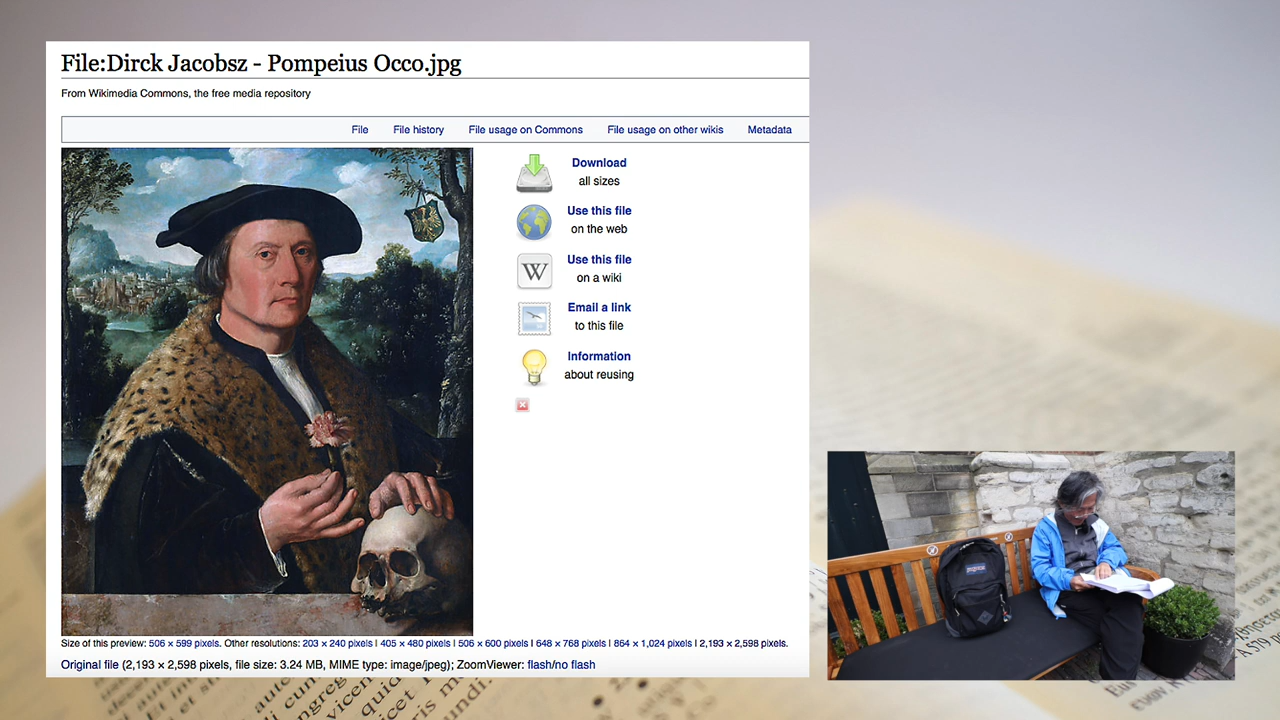 File:Dirck Jacobsz - Pompeius Occo.jpg
From Wikimedia Commons, the free media repository
File File history File usage on Commons File usage on other wikis Metadata
Download
all sizes
Use this file
on the web
W
Use this file
on a wiki
Email a link
to this file
Information
about reusing
Size of this preview: 506 × 599 pixels. Other resolutions: 203 × 240 pixels | 405 × 480 pixels | 506 × 600 pixels | 648 × 768 pixels | 864 × 1,024 pixels | 2,193 × 2,598 pixels.
Original file (2,193 × 2,598 pixels, file size: 3.24 MB, MIME type: image/jpeg); ZoomViewer: flash/no flash